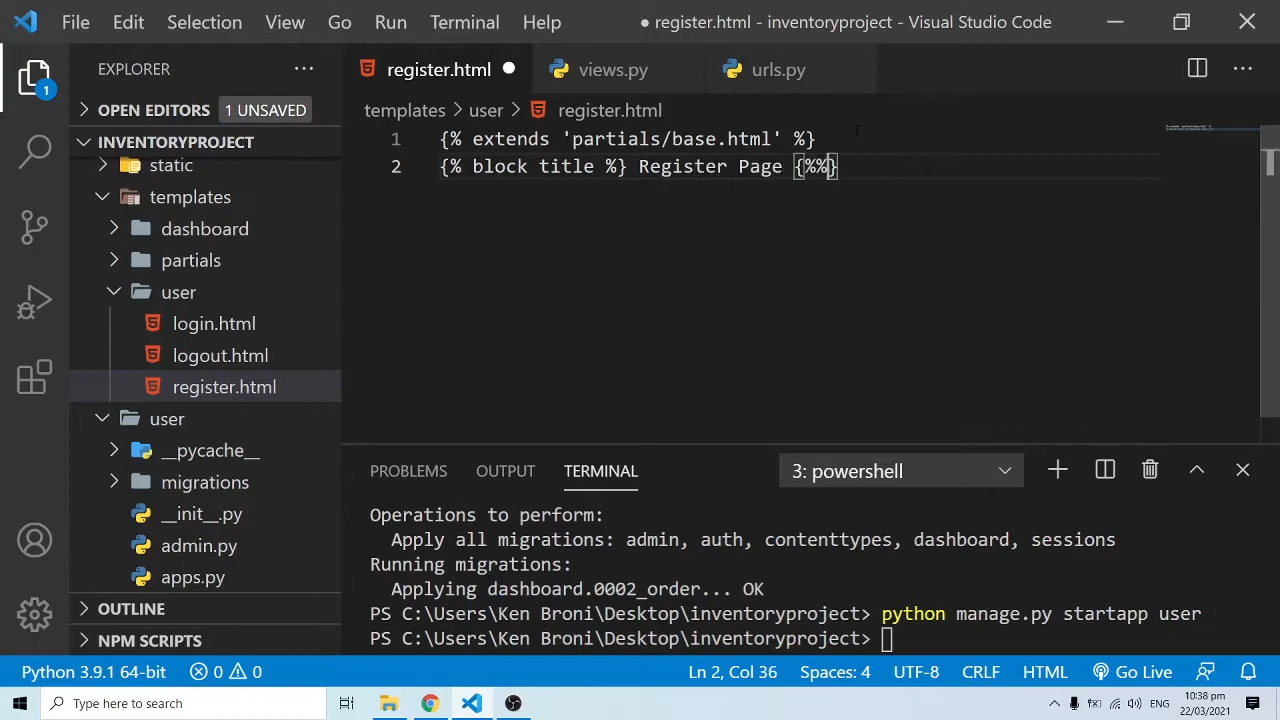 File Edit Selection View Go Run Terminal Help
● register.html - inventoryproject - Visual Studio Code
EXPLORER
register.html
views.py
urls.py
OPEN EDITORS 1 UNSAVED
templates > user > register.html
INVENTORYPROJECT
1 {% extends 'partials/base.html' %}
static
2 {% block title %} Register Page {%%}
templates
dashboard
partials
user
login.html
logout.html
register.html
user
__pycache__
migrations
__init__.py
admin.py
apps.py
OUTLINE
NPM SCRIPTS
1
PROBLEMS OUTPUT TERMINAL 3: powershell
Operations to perform:
Apply all migrations: admin, auth, contenttypes, dashboard, sessions
Running migrations:
Applying dashboard.0002_order... OK
PS C:\Users\Ken Broni\Desktop\inventoryproject> python manage.py startapp user
PS C:\Users\Ken Broni\Desktop\inventoryproject>
Python 3.9.1 64-bit 0 0 Ln 2, Col 36 Spaces: 4 UTF-8 CRLF HTML Go Live
Type here to search
ENG
10:38 pm
22/03/2021